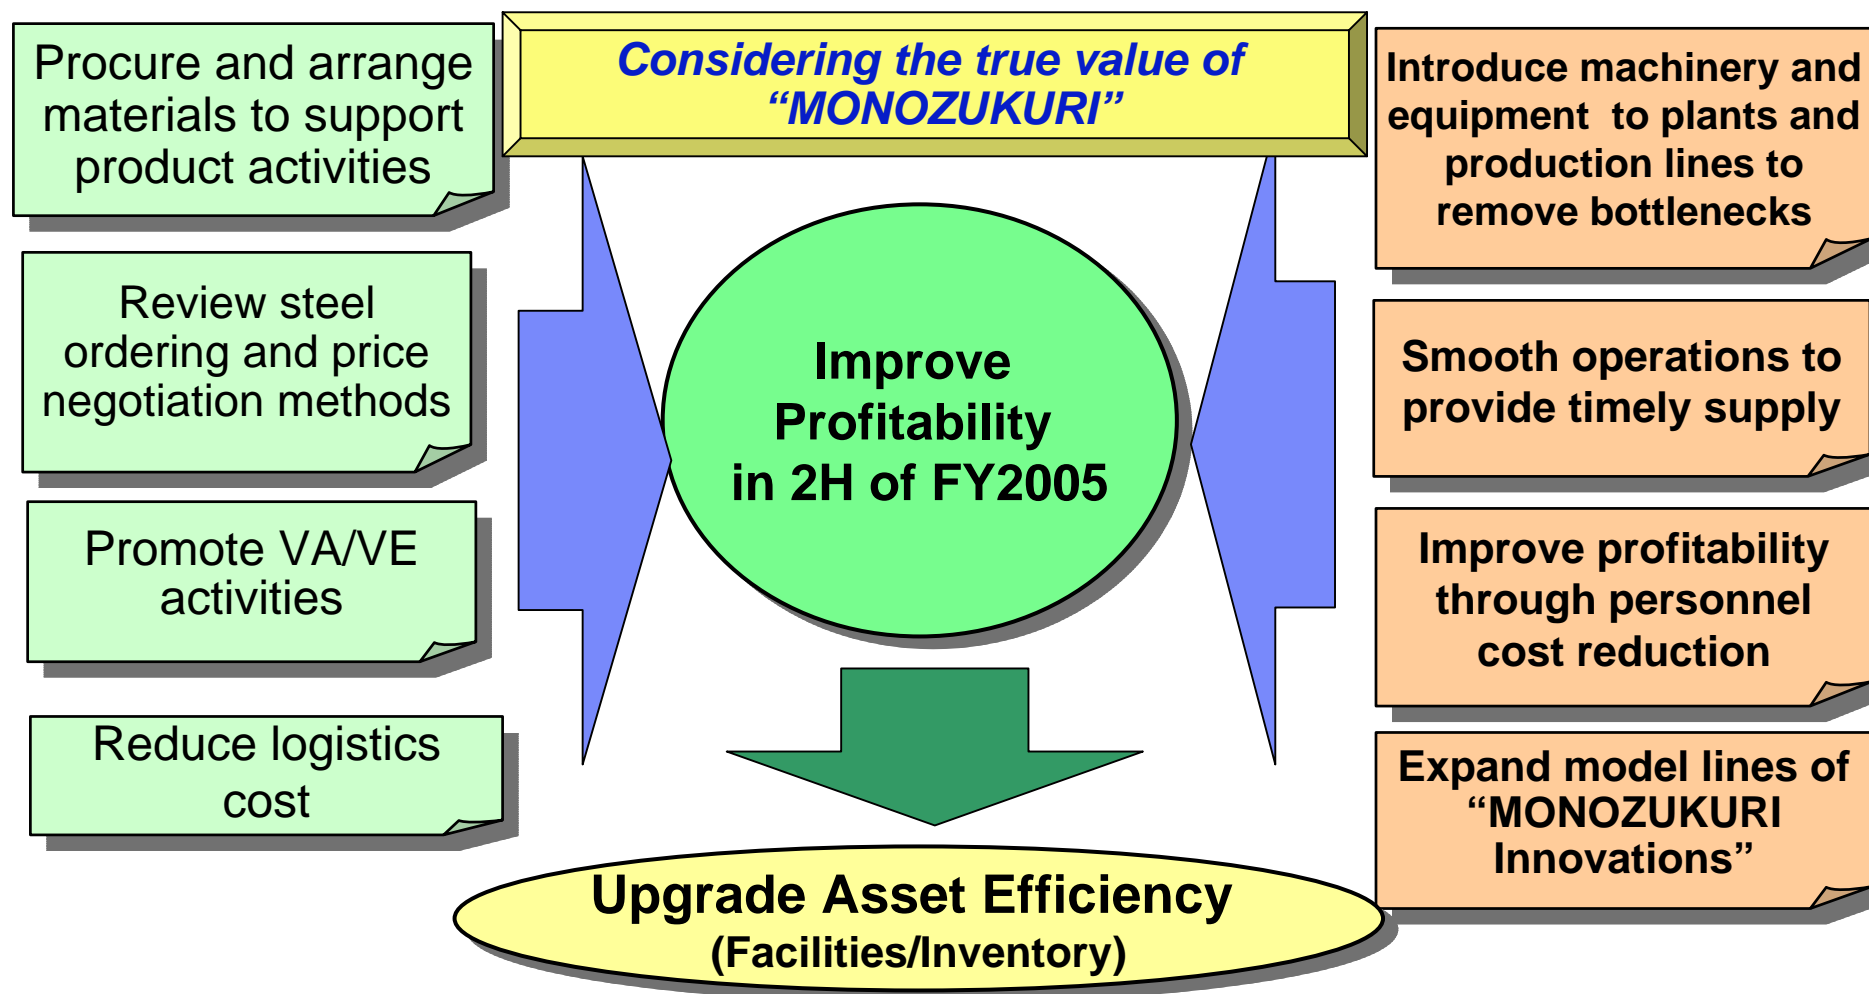 Considering the true value of
“MONOZUKURI”
Procure and arrange
materials to support
product activities
Review steel
ordering and price
negotiation methods
Promote VA/VE
activities
Reduce logistics
cost
Improve
Profitability
in 2H of FY2005
Introduce machinery and
equipment to plants and
production lines to
remove bottlenecks
Smooth operations to
provide timely supply
Improve profitability
through personnel
cost reduction
Expand model lines of
“MONOZUKURI
Innovations”
Upgrade Asset Efficiency
(Facilities/Inventory)